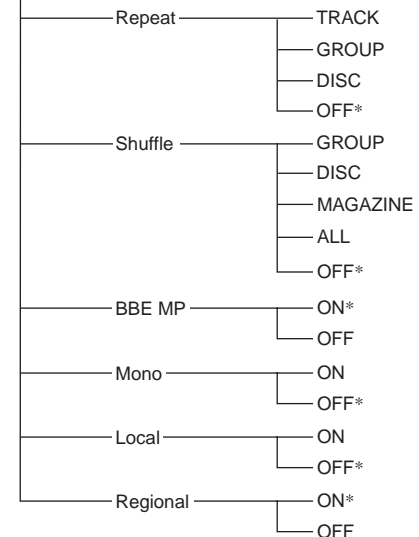 Repeat TRACK
GROUP
DISC
OFF*
Shuffle GROUP
DISC
MAGAZINE
ALL
OFF*
BBE MP ON*
OFF
Mono ON
OFF*
Local ON
OFF*
Regional ON*
OFF